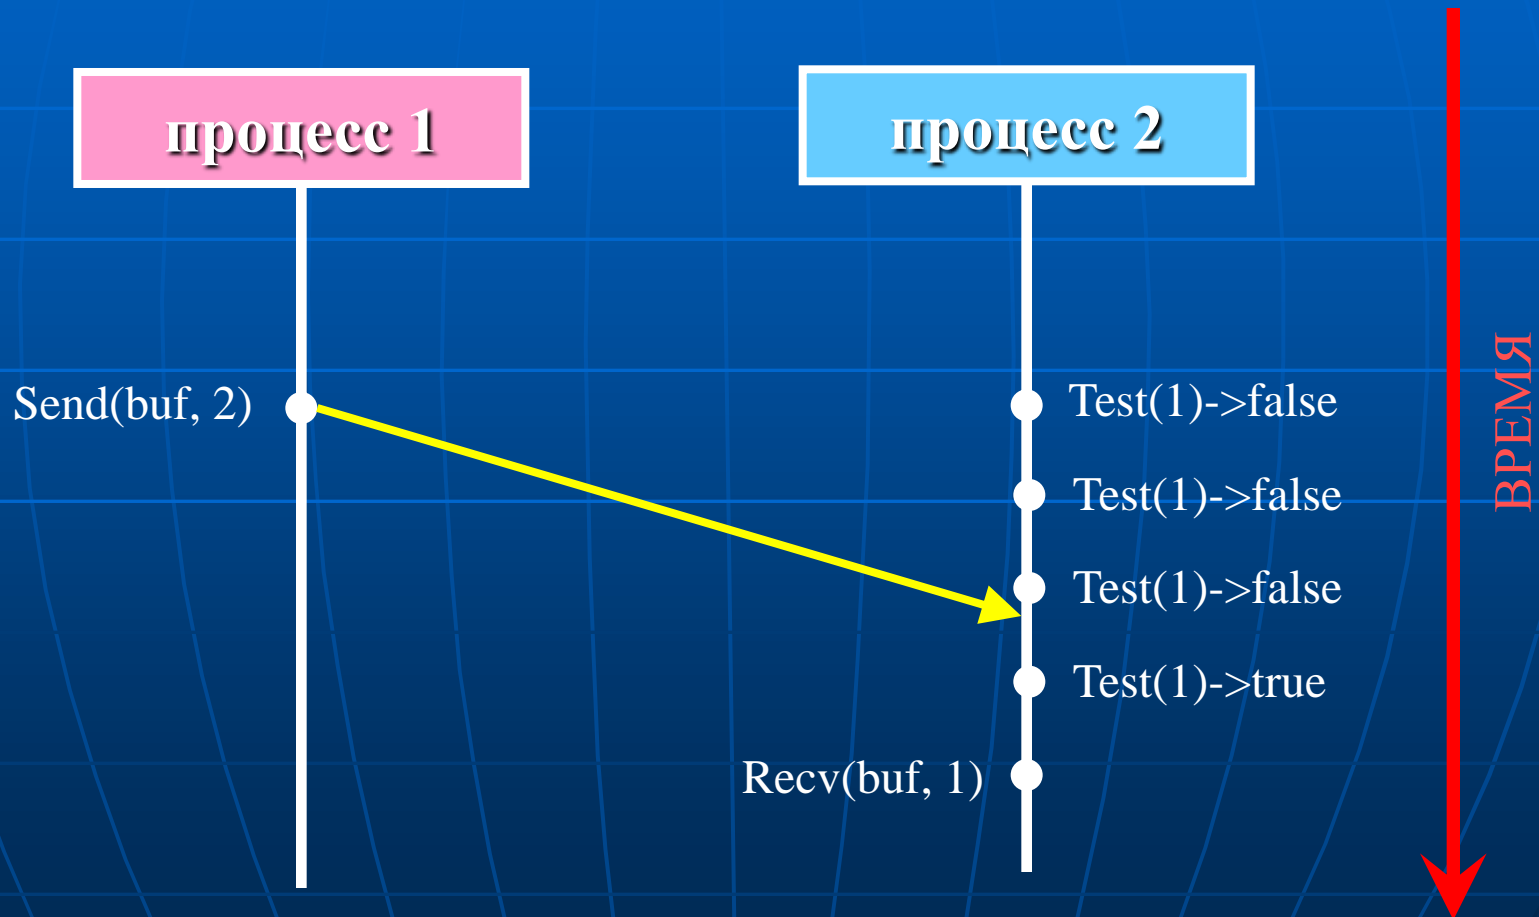 процесс 1
процесс 2
Send(buf, 2)
Test(1)->false
Test(1)->false
Test(1)->false
Test(1)->true
Recv(buf, 1)
ВРЕМЯ